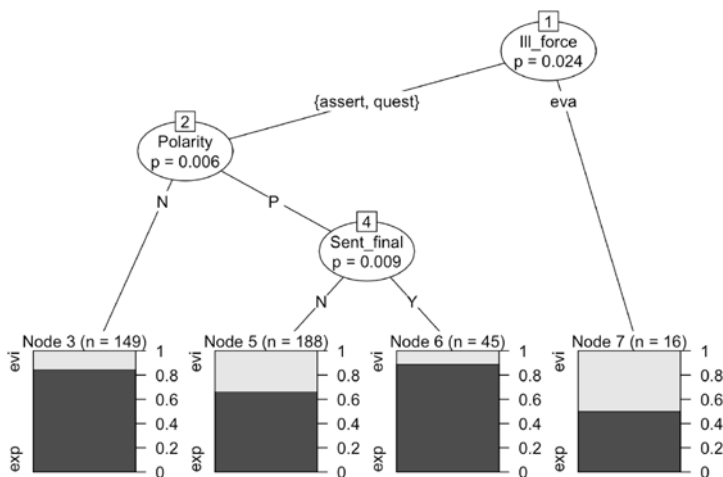 1
Ill_force
p = 0.024
{assert, quest}
eva
2
Polarity
p = 0.006
N
P
4
Sent_final
p = 0.009
N
Y
Node 3 (n = 149)
evi
exp
1
0.8
0.6
0.4
0.2
0
Node 5 (n = 188)
evi
exp
1
0.8
0.6
0.4
0.2
0
Node 6 (n = 45)
evi
exp
1
0.8
0.6
0.4
0.2
0
Node 7 (n = 16)
evi
exp
1
0.8
0.6
0.4
0.2
0